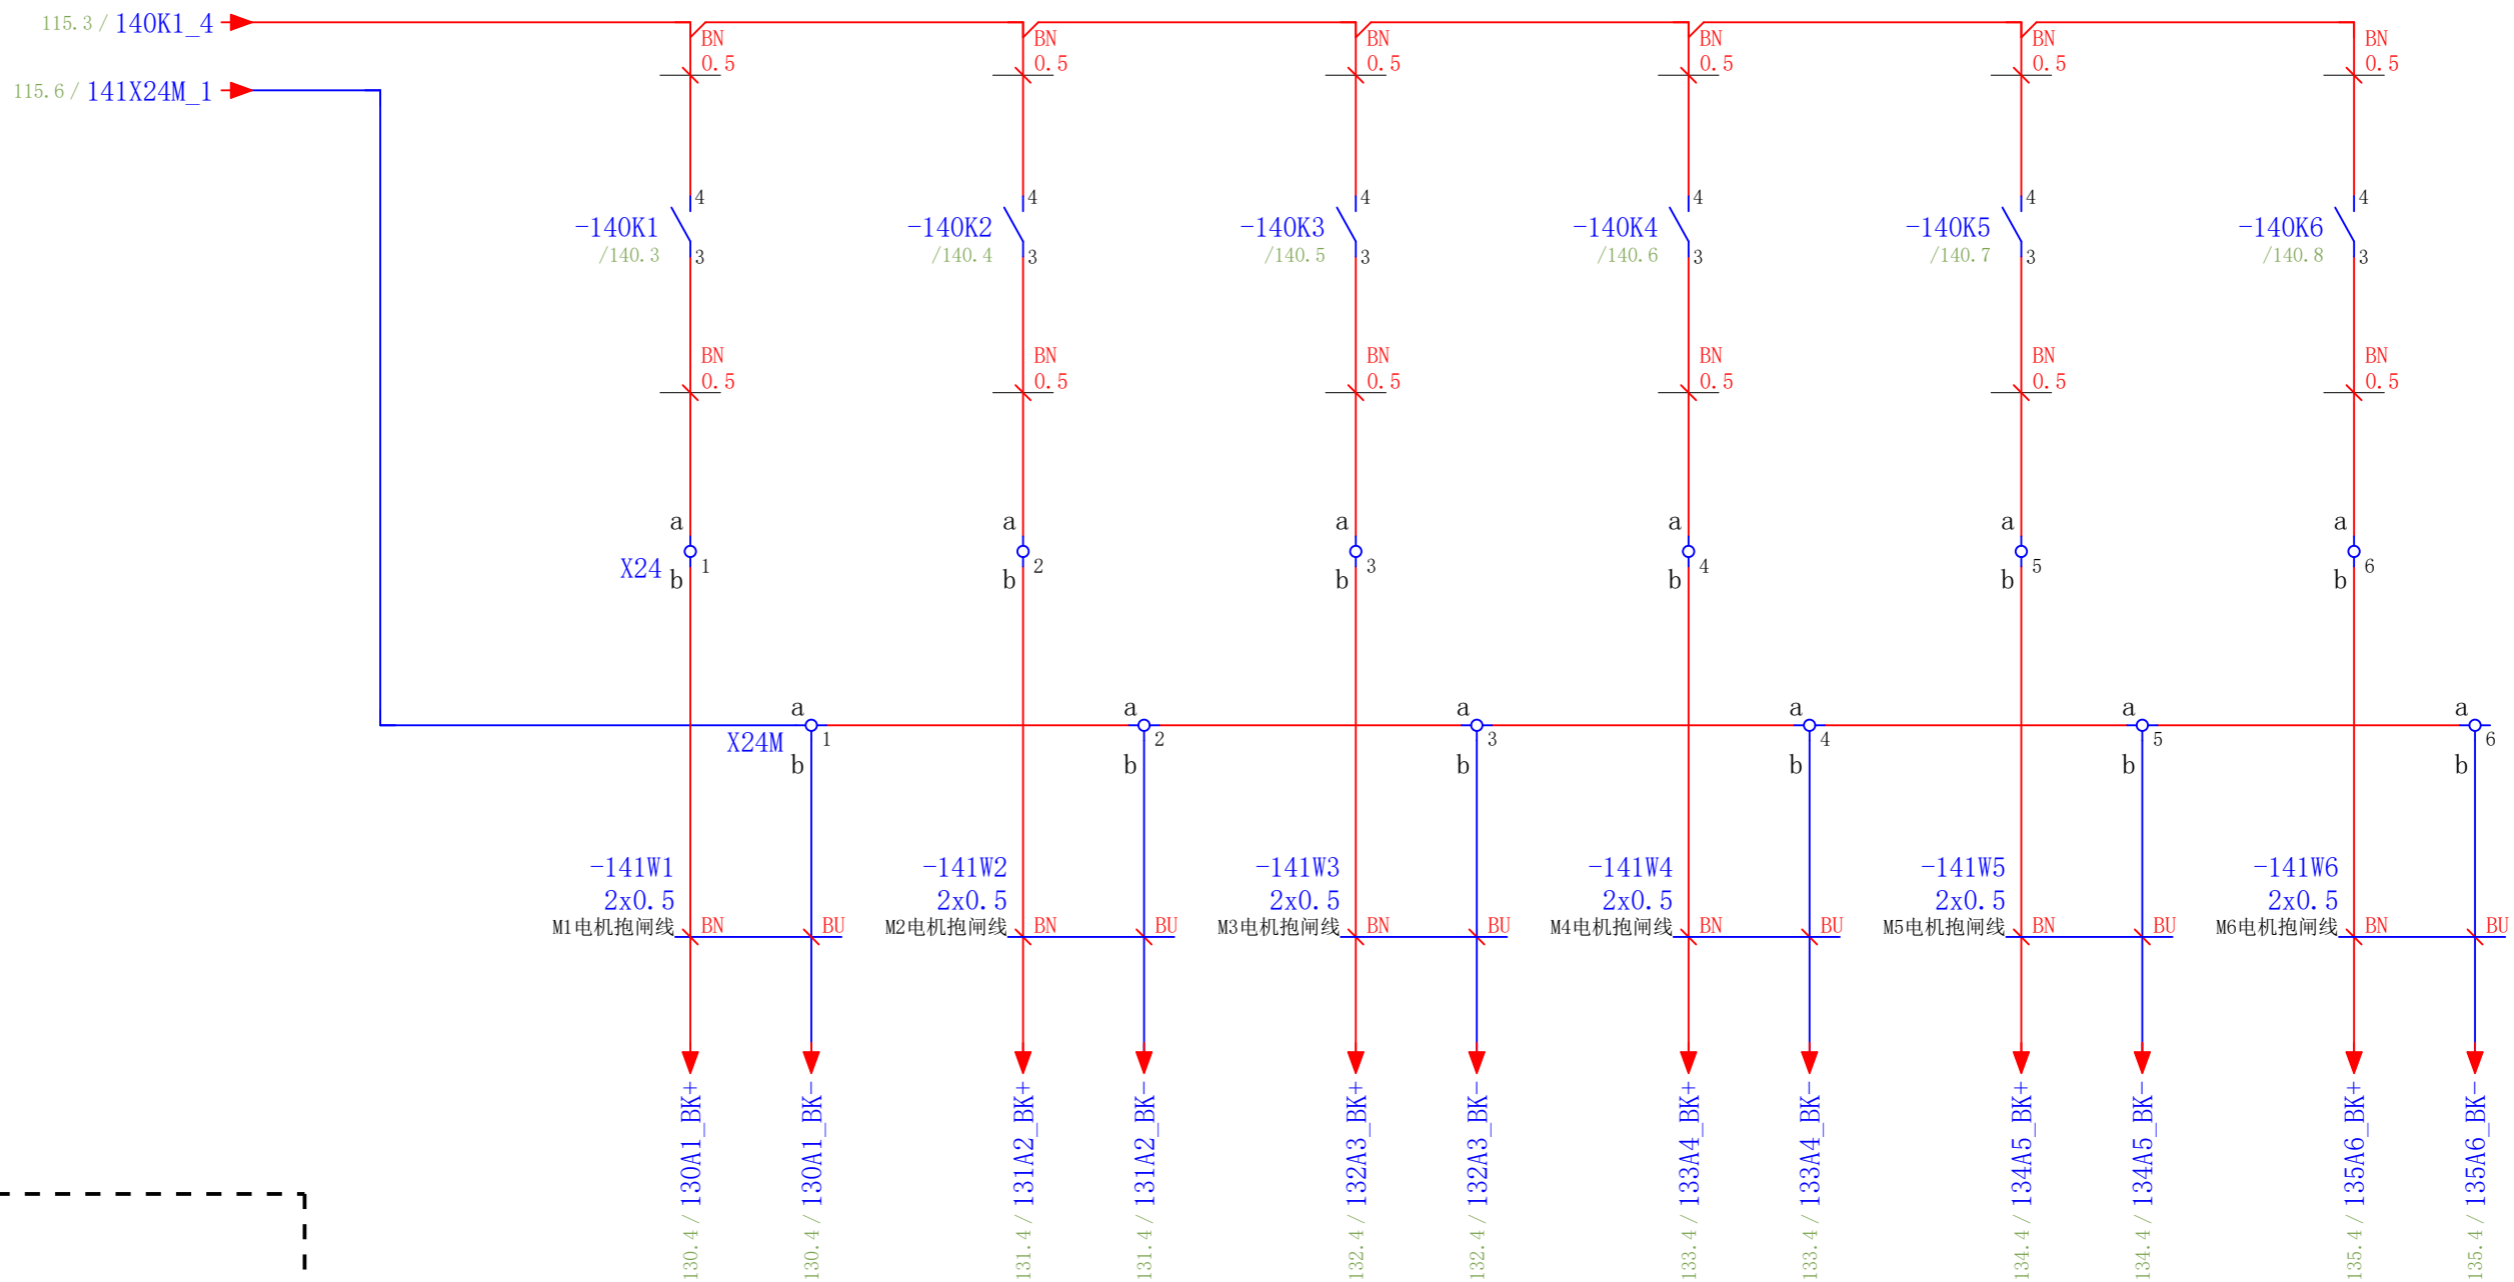 115.3 / 140K1_4
BN BN BN BN BN BN
0.5 0.5 0.5 0.5 0.5 0.5
115.6 / 141X24M_1
4 4 4 4 4 4
-140K1 -140K2 -140K3 -140K4 -140K5 -140K6
/140.3 3 /140.4 3 /140.5 3 /140.6 3 /140.7 3 /140.8 3
BN BN BN BN BN BN
0.5 0.5 0.5 0.5 0.5 0.5
a a a a a a
X24 1 2 3 4 5 6
b b b b b b
a a a a a a
X24M 1 2 3 4 5 6
b b b b b b
-141W1 -141W2 -141W3 -141W4 -141W5 -141W6
2x0.5 2x0.5 2x0.5 2x0.5 2x0.5 2x0.5
M1电机抱闸线 BN BU M2电机抱闸线 BN BU M3电机抱闸线 BN BU M4电机抱闸线 BN BU M5电机抱闸线 BN BU M6电机抱闸线 BN BU
130.4 / 130A1_BK+
130.4 / 130A1_BK-
131.4 / 131A2_BK+
131.4 / 131A2_BK-
132.4 / 132A3_BK+
132.4 / 132A3_BK-
133.4 / 133A4_BK+
133.4 / 133A4_BK-
134.4 / 134A5_BK+
134.4 / 134A5_BK-
135.4 / 135A6_BK+
135.4 / 135A6_BK-